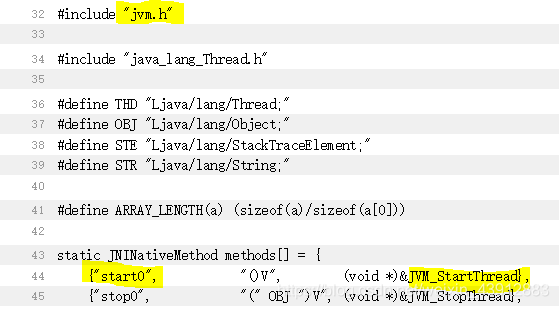 32 #include "jvm.h"
33
34 #include "java_lang_Thread.h"
35
36 #define THD "Ljava/lang/Thread;"
37 #define OBJ "Ljava/lang/Object;"
38 #define STE "Ljava/lang/StackTraceElement;"
39 #define STR "Ljava/lang/String;"
40
41 #define ARRAY_LENGTH(a) (sizeof(a)/sizeof(a[0]))
42
43 static JNINativeMethod methods[] = {
44 {"start0", "()V", (void *)&JVM_StartThread},
45 {"stop0", "(" OBJ ")V", (void *)&JVM_StopThread},